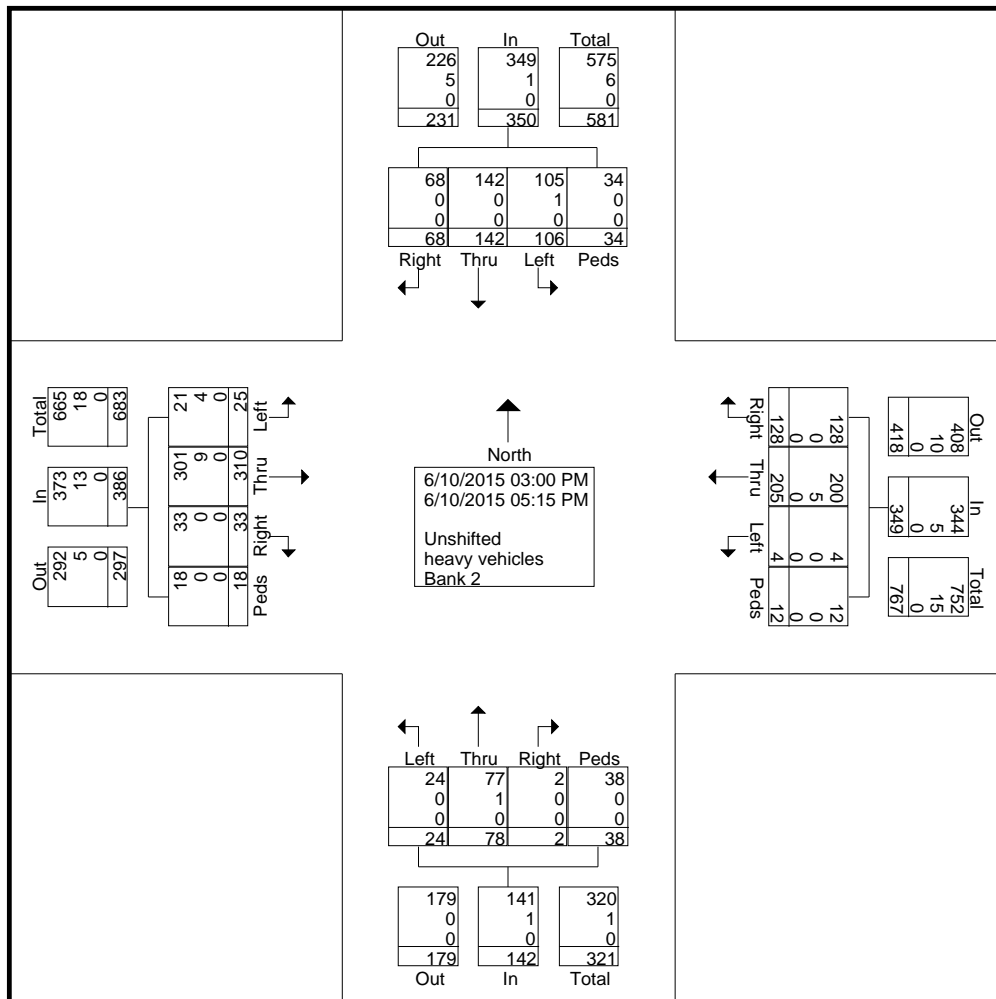 Out In Total
226 349 575
5 1 6
0 0 0
231 350 581
68 142 105 34
0 0 1 0
0 0 0 0
68 142 106 34
Right Thru Left Peds
Total
665
18
0
683
In
373
13
0
386
Out
292
5
0
297
21
4
0
25
Left
301
9
0
310
Thru
33
0
0
33
Right
18
0
0
18
Peds
North
6/10/2015 03:00 PM
6/10/2015 05:15 PM
Unshifted
heavy vehicles
Bank 2
Right
128
0
0
128
Thru
200
5
0
205
Left
4
0
0
4
Peds
12
0
0
12
Out
408
10
0
418
In
344
5
0
349
Total
752
15
0
767
Left Thru Right Peds
24 77 2 38
0 1 0 0
0 0 0 0
24 78 2 38
179 141 320
0 1 1
0 0 0
179 142 321
Out In Total